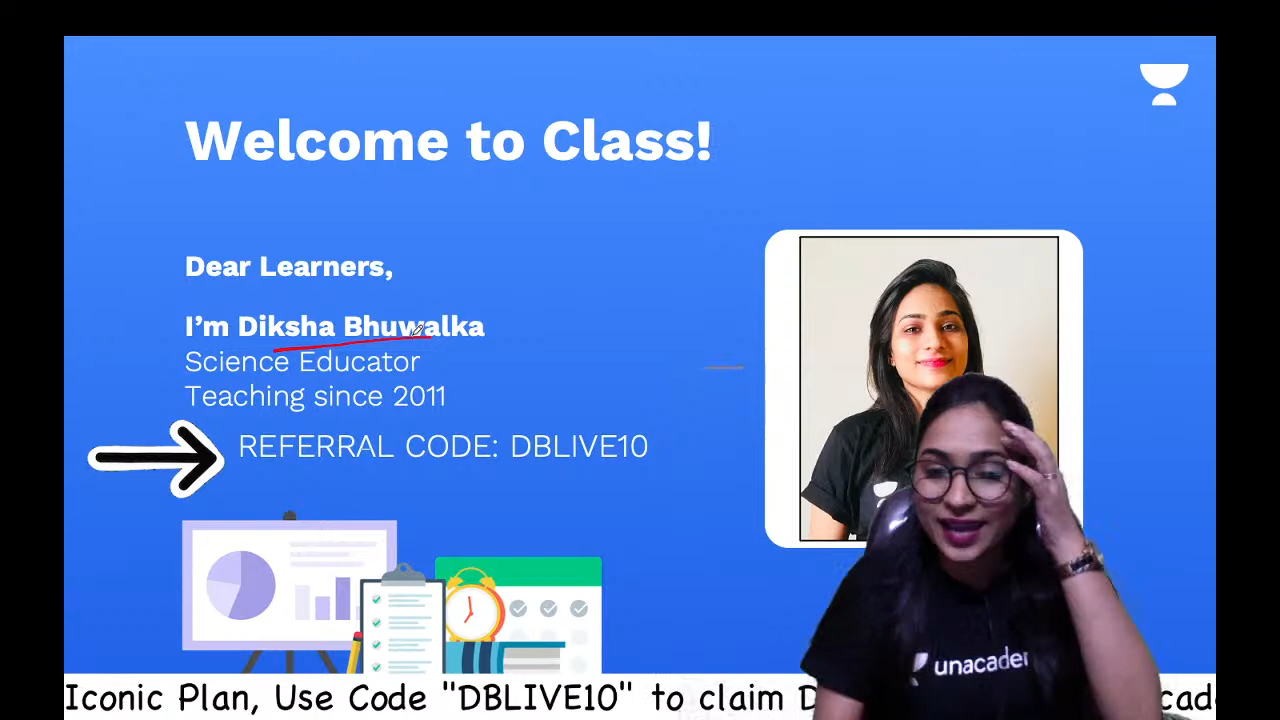 Welcome to Class!
Dear Learners,
I'm Diksha Bhuwalka
Science Educator
Teaching since 2011
REFERRAL CODE: DBLIVE10
unacade
Iconic Plan, Use Code "DBLIVE10" to claim